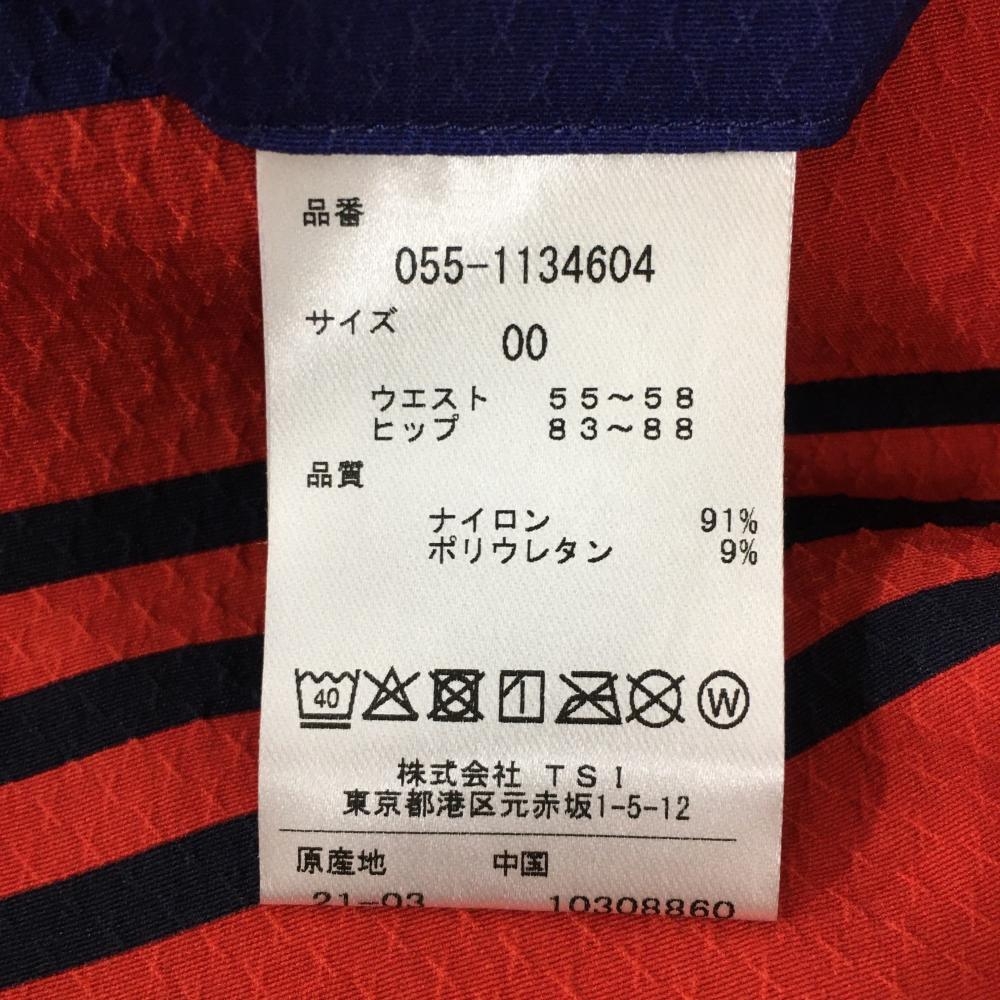 品番
055-1134604
サイズ
00
ウエスト 55～58
ヒップ 83～88
品質
ナイロン 91%
ポリウレタン 9%
40 W
株式会社 TSI
東京都港区元赤坂1-5-12
原産地 中国
21-03 10308860